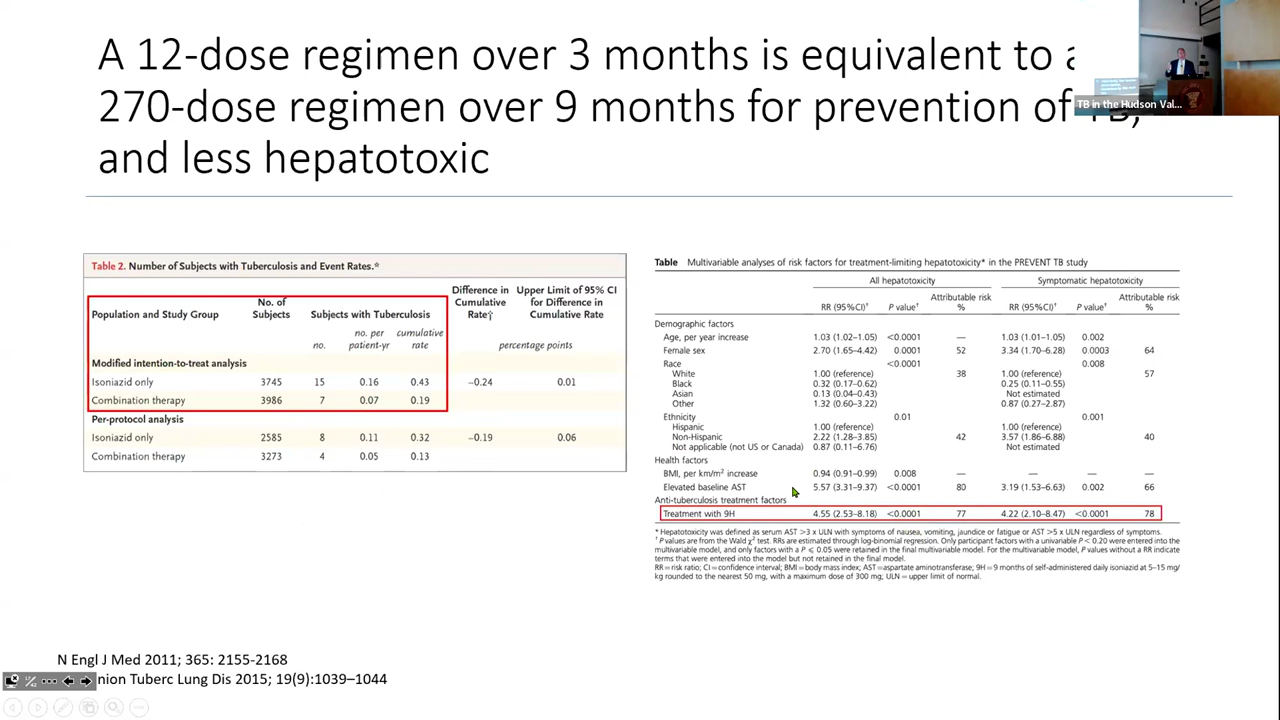 A 12-dose regimen over 3 months is equivalent to a
270-dose regimen over 9 months for prevention of TB,
and less hepatotoxic
TB in the Hudson Val...
Table 2. Number of Subjects with Tuberculosis and Event Rates.*
Population and Study Group No. of Subjects Subjects with Tuberculosis Difference in Cumulative Rate† Upper Limit of 95% CI for Difference in Cumulative Rate
no. no. per patient-yr cumulative rate percentage points
Modified intention-to-treat analysis
Isoniazid only 3745 15 0.16 0.43 −0.24 0.01
Combination therapy 3986 7 0.07 0.19
Per-protocol analysis
Isoniazid only 2585 8 0.11 0.32 −0.19 0.06
Combination therapy 3273 4 0.05 0.13
Table Multivariable analyses of risk factors for treatment-limiting hepatotoxicity* in the PREVENT TB study
All hepatotoxicity Symptomatic hepatotoxicity
RR (95%CI)† P value† Attributable risk % RR (95%CI)† P value† Attributable risk %
Demographic factors
Age, per year increase 1.03 (1.02–1.05) <0.0001 — 1.03 (1.01–1.05) 0.002
Female sex 2.70 (1.65–4.42) 0.0001 52 3.34 (1.70–6.28) 0.0003 64
Race <0.0001 0.008
White 1.00 (reference) 38 1.00 (reference) 57
Black 0.32 (0.17–0.62) 0.25 (0.11–0.55)
Asian 0.13 (0.04–0.43) Not estimated
Other 1.32 (0.60–3.22) 0.87 (0.27–2.87)
Ethnicity 0.01 0.001
Hispanic 1.00 (reference) 1.00 (reference)
Non-Hispanic 2.22 (1.28–3.85) 42 3.57 (1.86–6.88) 40
Not applicable (not US or Canada) 0.87 (0.11–6.76) Not estimated
Health factors
BMI, per km/m² increase 0.94 (0.91–0.99) 0.008 — — — —
Elevated baseline AST 5.57 (3.31–9.37) <0.0001 80 3.19 (1.53–6.63) 0.002 66
Anti-tuberculosis treatment factors
Treatment with 9H 4.55 (2.53–8.18) <0.0001 77 4.22 (2.10–8.47) <0.0001 78
* Hepatotoxicity was defined as serum AST >3 x ULN with symptoms of nausea, vomiting, jaundice or fatigue or AST >5 x ULN regardless of symptoms.
† P values are from the Wald χ² test. RRs are estimated through log-binomial regression. Only participant factors with a univariable P < 0.20 were entered into the
multivariable model, and only factors with a P ⩽ 0.05 were retained in the final multivariable model. For the multivariable model, P values without a RR indicate
terms that were entered into the model but not retained in the final model.
RR = risk ratio; CI = confidence interval; BMI = body mass index; AST = aspartate aminotransferase; 9H = 9 months of self-administered daily isoniazid at 5–15 mg/
kg rounded to the nearest 50 mg, with a maximum dose of 300 mg; ULN = upper limit of normal.
N Engl J Med 2011; 365: 2155-2168
nion Tuberc Lung Dis 2015; 19(9):1039–1044